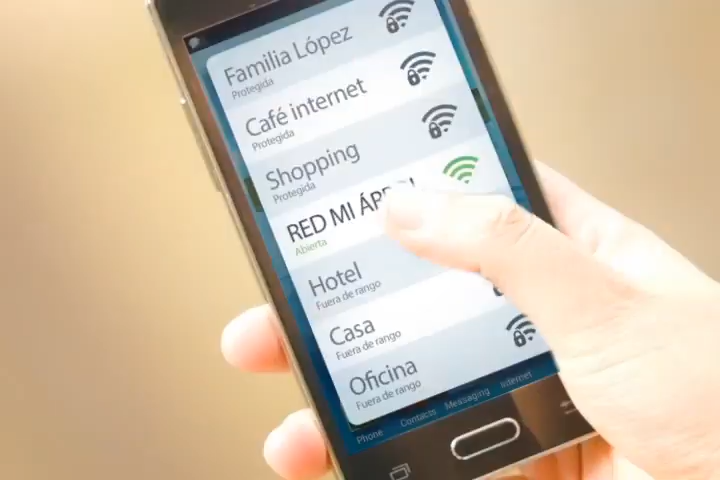 Familia López
Protegida
Café internet
Protegida
Shopping
Protegida
RED MI
Abierta
Hotel
Fuera de rango
Casa
Fuera de rango
Oficina
Fuera de rango
Phone Contacts Messaging Internet